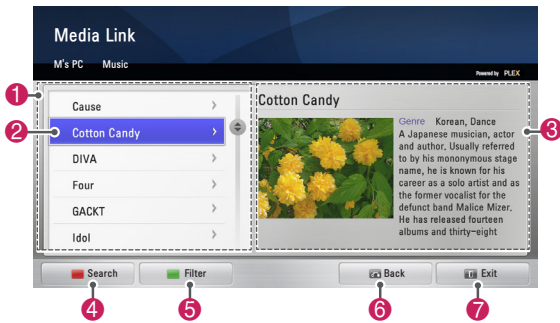 Media Link
M's PC Music
Powered by PLEX
1
2
3
Cause
Cotton Candy
DIVA
Four
GACKT
Idol
Cotton Candy
Genre Korean, Dance
A Japanese musician, actor
and author. Usually referred
to by his mononymous stage
name, he is known for his
career as a solo artist and as
the former vocalist for the
defunct band Malice Mizer.
He has released fourteen
albums and thirty-eight
Search
Filter
Back
Exit
4
5
6
7